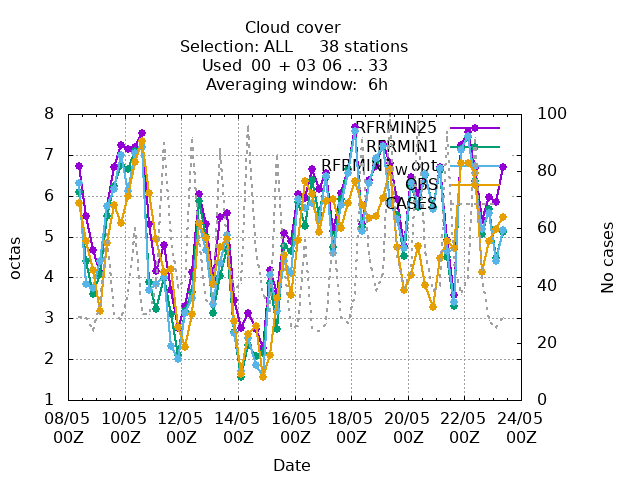 Cloud cover
Selection: ALL 38 stations
Used 00 + 03 06 ... 33
Averaging window: 6h
8
7
6
5
4
3
2
1
100
80
60
40
20
0
octas
No cases
RFRMIN25
RFRMIN1
OBS
CASES
08/05 10/05 12/05 14/05 16/05 18/05 20/05 22/05 24/05
00Z 00Z 00Z 00Z 00Z 00Z 00Z 00Z 00Z
Date